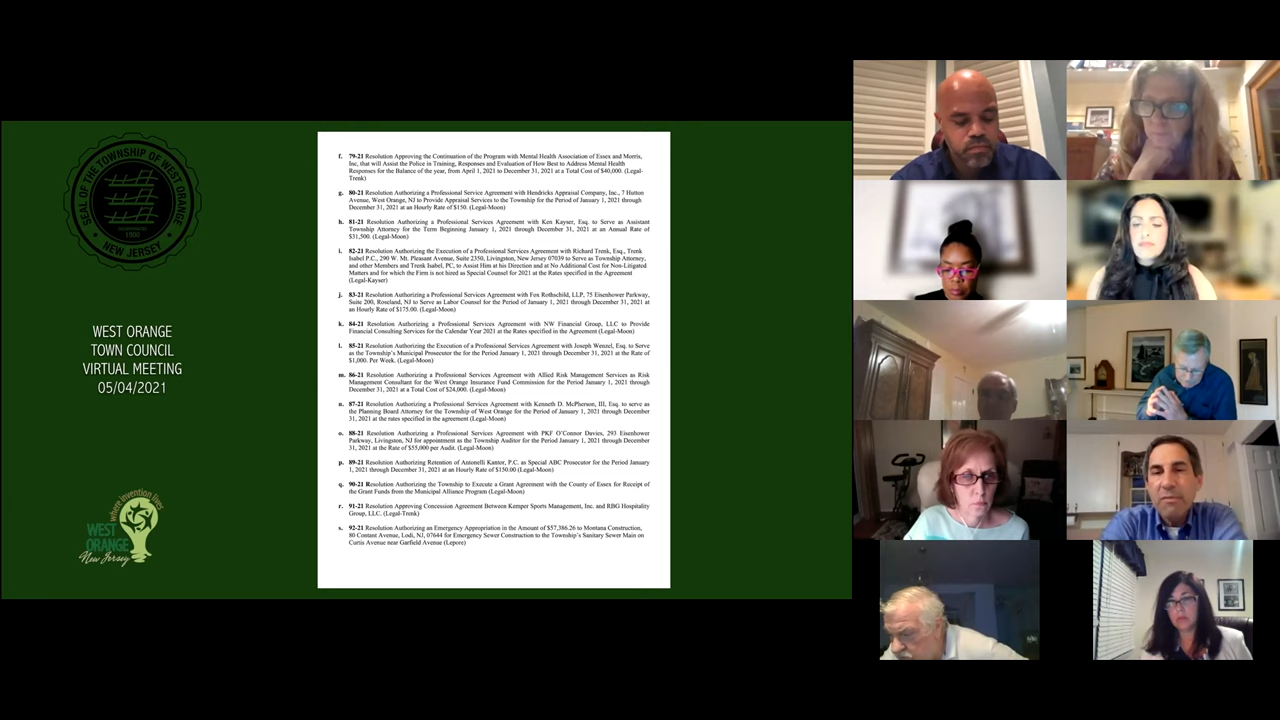 SEAL OF THE TOWNSHIP OF WEST ORANGE
INCORPORATED
1900
NEW JERSEY
WEST ORANGE
TOWN COUNCIL
VIRTUAL MEETING
05/04/2021
where invention lives
WEST
ORANGE
New Jersey
f. 79-21 Resolution Approving the Continuation of the Program with Mental Health Association of Essex and Morris,
Inc, that will Assist the Police in Training, Responses and Evaluation of How Best to Address Mental Health
Responses for the Balance of the year, from April 1, 2021 to December 31, 2021 at a Total Cost of $40,000. (Legal-
Trenk)
g. 80-21 Resolution Authorizing a Professional Service Agreement with Hendricks Appraisal Company, Inc., 7 Hutton
Avenue, West Orange, NJ to Provide Appraisal Services to the Township for the Period of January 1, 2021 through
December 31, 2021 at an Hourly Rate of $150. (Legal-Moon)
h. 81-21 Resolution Authorizing a Professional Services Agreement with Ken Kayser, Esq. to Serve as Assistant
Township Attorney for the Term Beginning January 1, 2021 through December 31, 2021 at an Annual Rate of
$31,500. (Legal-Moon)
i. 82-21 Resolution Authorizing the Execution of a Professional Services Agreement with Richard Trenk, Esq., Trenk
Isabel P.C., 290 W. Mt. Pleasant Avenue, Suite 2350, Livingston, New Jersey 07039 to Serve as Township Attorney,
and other Members and Trenk Isabel, PC, to Assist Him at his Direction and at No Additional Cost for Non-Litigated
Matters and for which the Firm is not hired as Special Counsel for 2021 at the Rates specified in the Agreement
(Legal-Kayser)
j. 83-21 Resolution Authorizing a Professional Services Agreement with Fox Rothschild, LLP, 75 Eisenhower Parkway,
Suite 200, Roseland, NJ to Serve as Labor Counsel for the Period of January 1, 2021 through December 31, 2021 at
an Hourly Rate of $175.00. (Legal-Moon)
k. 84-21 Resolution Authorizing a Professional Services Agreement with NW Financial Group, LLC to Provide
Financial Consulting Services for the Calendar Year 2021 at the Rates specified in the Agreement (Legal-Moon)
l. 85-21 Resolution Authorizing the Execution of a Professional Services Agreement with Joseph Wenzel, Esq. to Serve
as the Township's Municipal Prosecutor the for the Period January 1, 2021 through December 31, 2021 at the Rate of
$1,000. Per Week. (Legal-Moon)
m. 86-21 Resolution Authorizing a Professional Services Agreement with Allied Risk Management Services as Risk
Management Consultant for the West Orange Insurance Fund Commission for the Period January 1, 2021 through
December 31, 2021 at a Total Cost of $24,000. (Legal-Moon)
n. 87-21 Resolution Authorizing a Professional Services Agreement with Kenneth D. McPherson, III, Esq. to serve as
the Planning Board Attorney for the Township of West Orange for the Period of January 1, 2021 through December
31, 2021 at the rates specified in the agreement (Legal-Moon)
o. 88-21 Resolution Authorizing a Professional Services Agreement with PKF O'Connor Davies, 293 Eisenhower
Parkway, Livingston, NJ for appointment as the Township Auditor for the Period January 1, 2021 through December
31, 2021 at the Rate of $55,000 per Audit. (Legal-Moon)
p. 89-21 Resolution Authorizing Retention of Antonelli Kantor, P.C. as Special ABC Prosecutor for the Period January
1, 2021 through December 31, 2021 at an Hourly Rate of $150.00 (Legal-Moon)
q. 90-21 Resolution Authorizing the Township to Execute a Grant Agreement with the County of Essex for Receipt of
the Grant Funds from the Municipal Alliance Program (Legal-Moon)
r. 91-21 Resolution Approving Concession Agreement Between Kemper Sports Management, Inc. and RBG Hospitality
Group, LLC. (Legal-Trenk)
s. 92-21 Resolution Authorizing an Emergency Appropriation in the Amount of $57,386.26 to Montana Construction,
80 Contant Avenue, Lodi, NJ, 07644 for Emergency Sewer Construction to the Township's Sanitary Sewer Main on
Curtis Avenue near Garfield Avenue (Lepore)